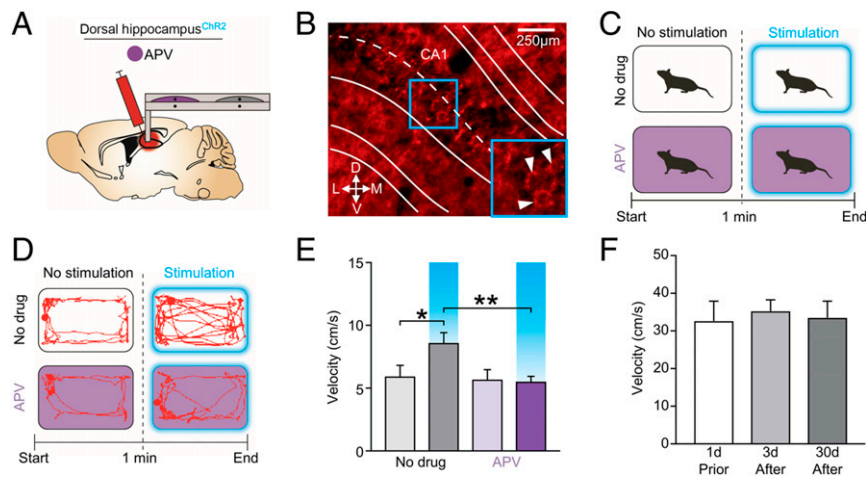 A
Dorsal hippocampusChR2
APV
B
CA1
250μm
D
L M
V
C
No stimulation Stimulation
No drug
APV
Start 1 min End
D
No stimulation Stimulation
No drug
APV
Start 1 min End
E
Velocity (cm/s)
15
10
5
0
*
**
No drug APV
F
Velocity (cm/s)
50
40
30
20
10
0
1d 3d 30d
Prior After After